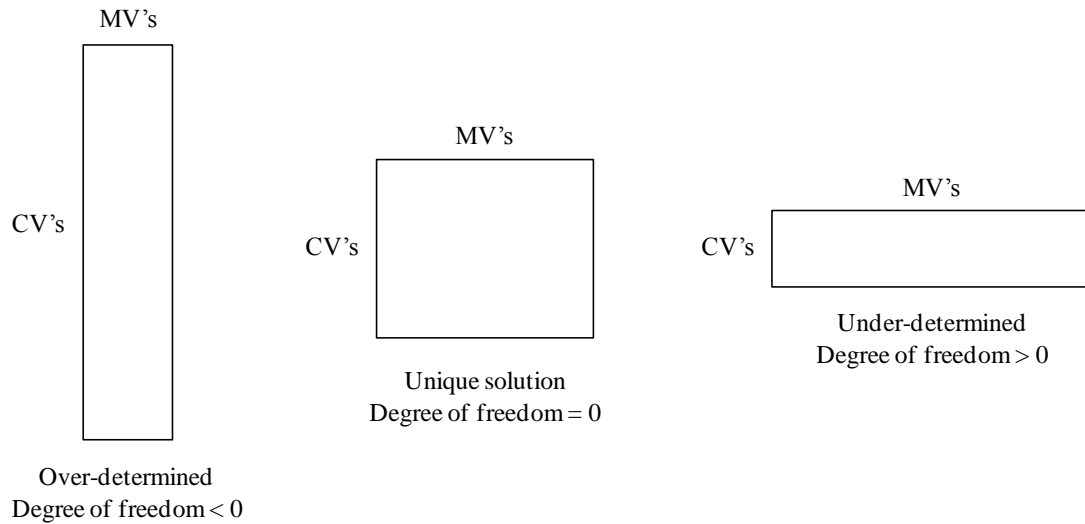 MV’s
CV’s
Over-determined
Degree of freedom < 0
MV’s
CV’s
Unique solution
Degree of freedom = 0
MV’s
CV’s
Under-determined
Degree of freedom > 0